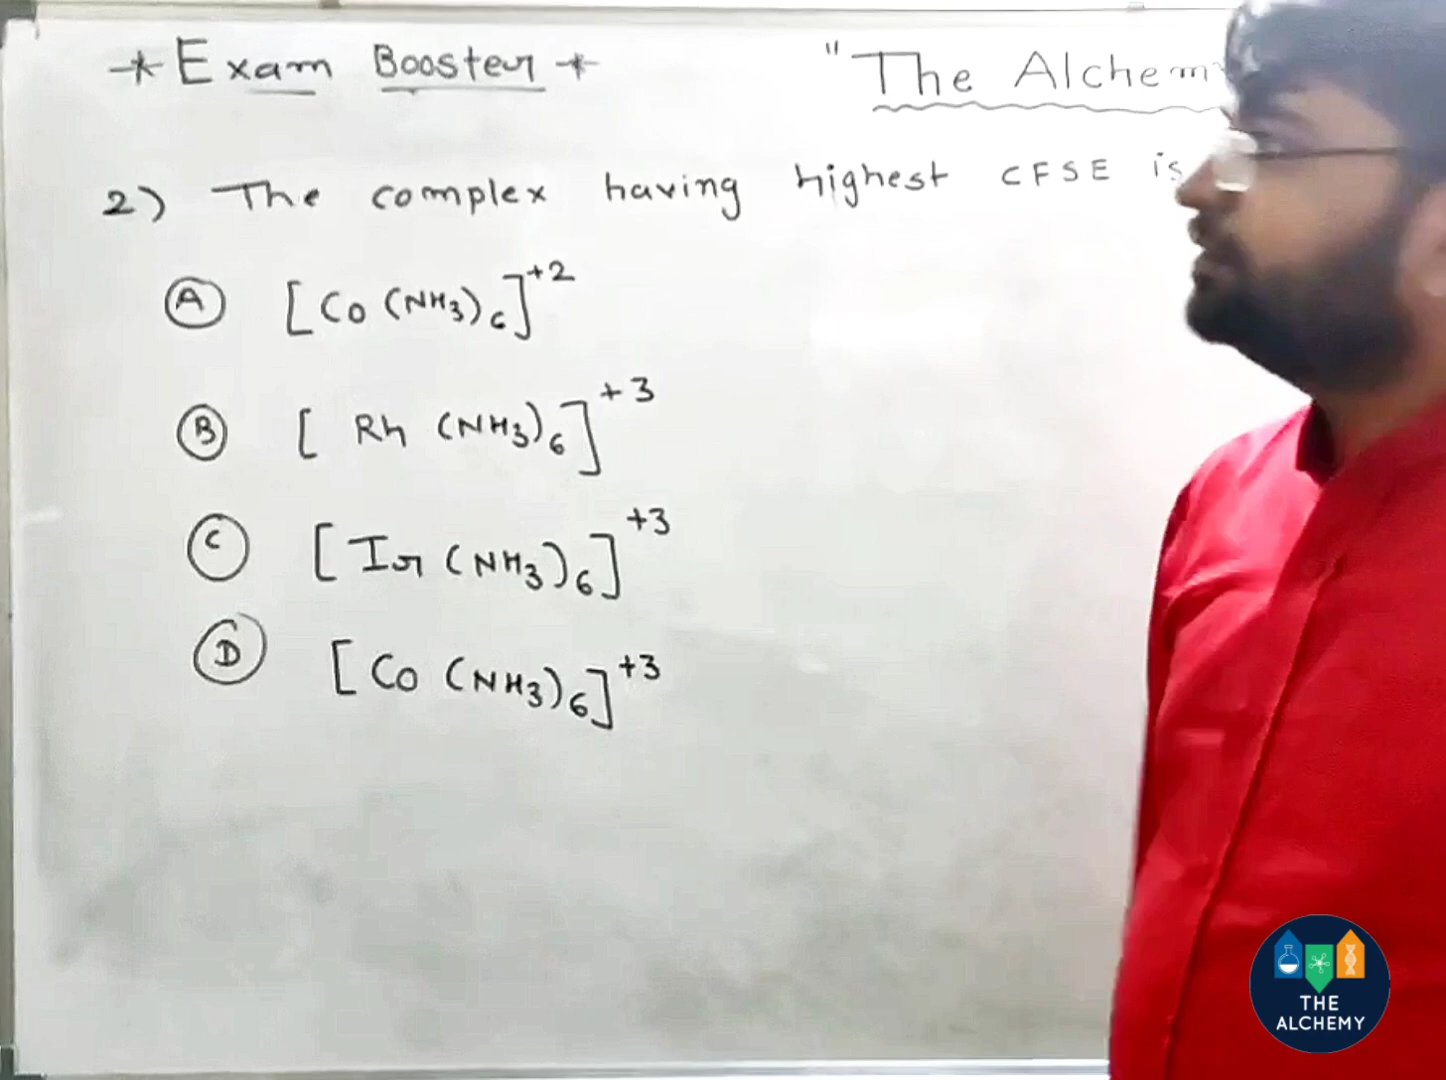 * Exam Booster *
"The Alchem
2) The complex having highest CFSE is
A [Co(NH3)6]+2
B [Rh(NH3)6]+3
C [Ir(NH3)6]+3
D [Co(NH3)6]+3
THE
ALCHEMY